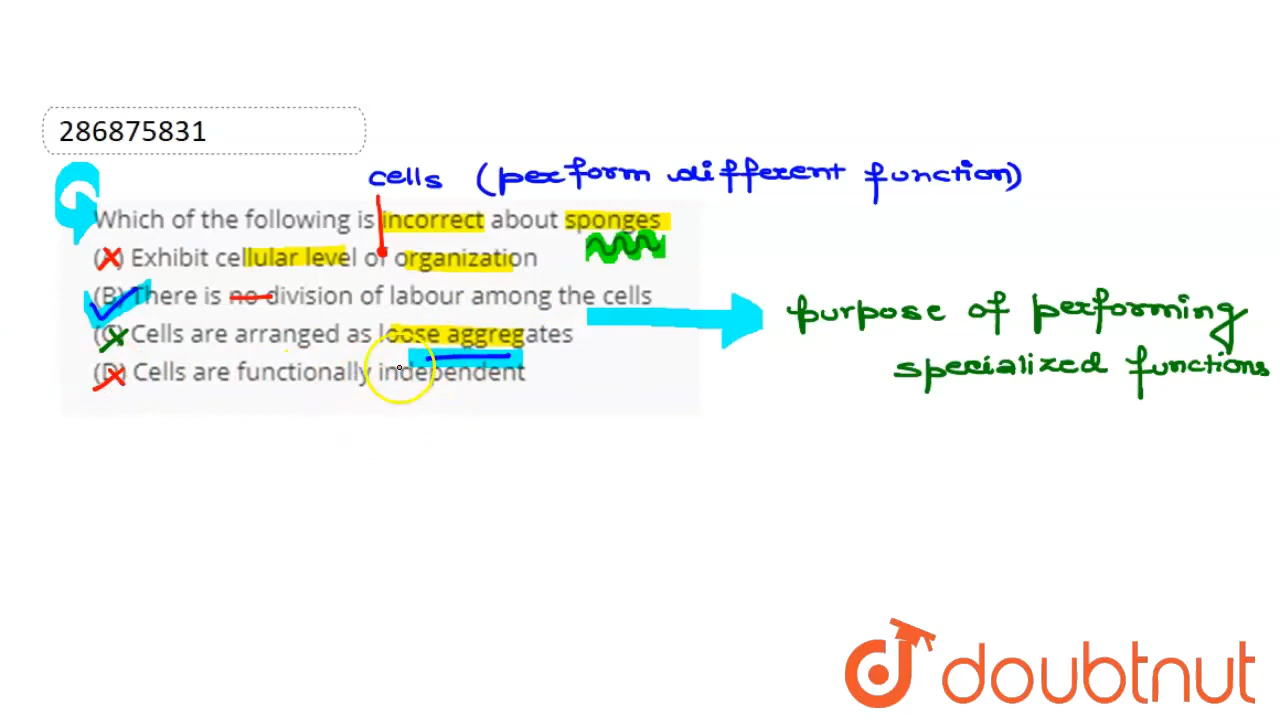 286875831
cells (perform different function)
Which of the following is incorrect about sponges
(A) Exhibit cellular level of organization
(B) There is no division of labour among the cells
(C) Cells are arranged as loose aggregates
(D) Cells are functionally independent
purpose of performing
specialized functions
doubtnut